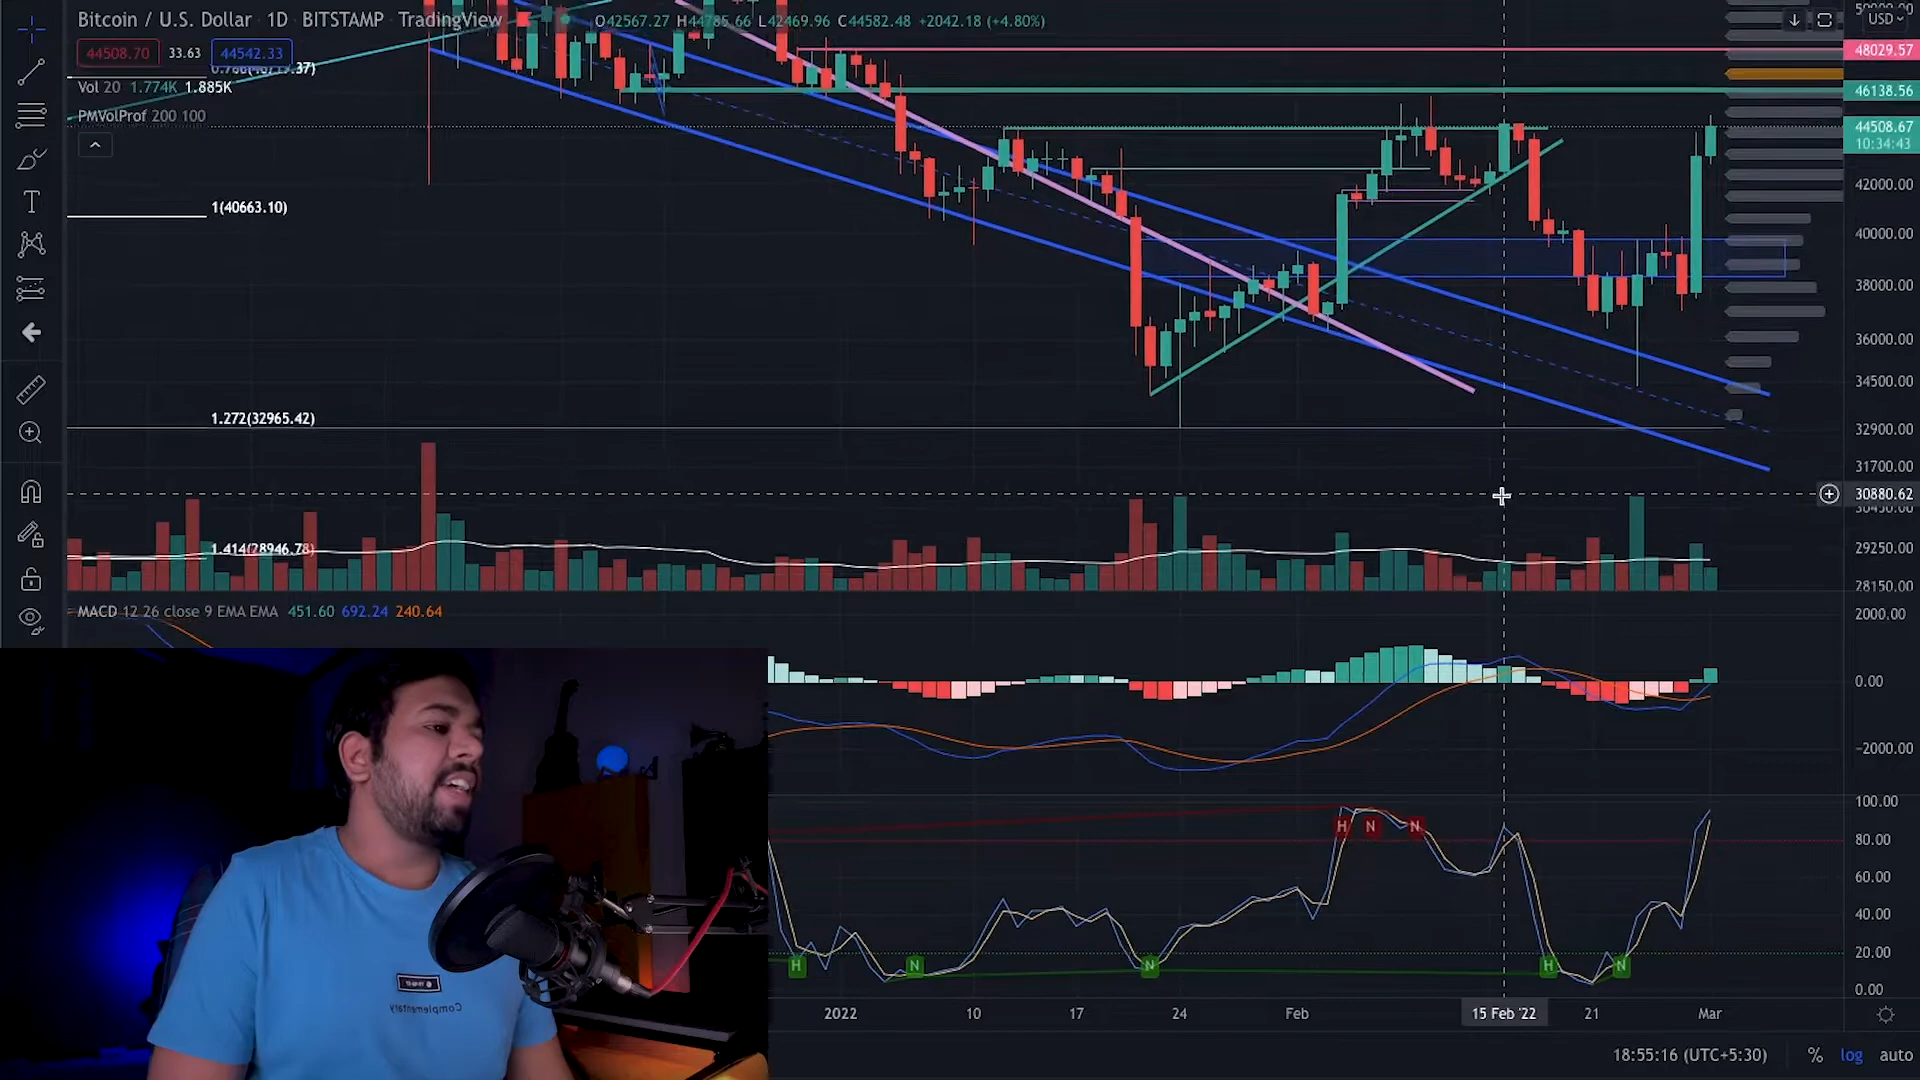 Bitcoin / U.S. Dollar · 1D · BITSTAMP · TradingView
O42567.27 H44785.66 L42469.96 C44582.48 +2042.18 (+4.80%)
USD
44508.70 33.63 44542.33
Vol 20 1.774K 1.885K
PMVolProf 200 100
1(40663.10)
1.272(32965.42)
1.414(28946.78)
48029.57
46138.56
44508.67
10:34:43
42000.00
40000.00
38000.00
36000.00
34500.00
32900.00
31700.00
30880.62
29250.00
28150.00
MACD 12 26 close 9 EMA EMA 451.60 692.24 240.64
2000.00
0.00
−2000.00
100.00
80.00
60.00
40.00
20.00
0.00
H N N
H N N H N
Complementary
2022 10 17 24 Feb 15 Feb '22 21 Mar
18:55:16 (UTC+5:30) % log auto